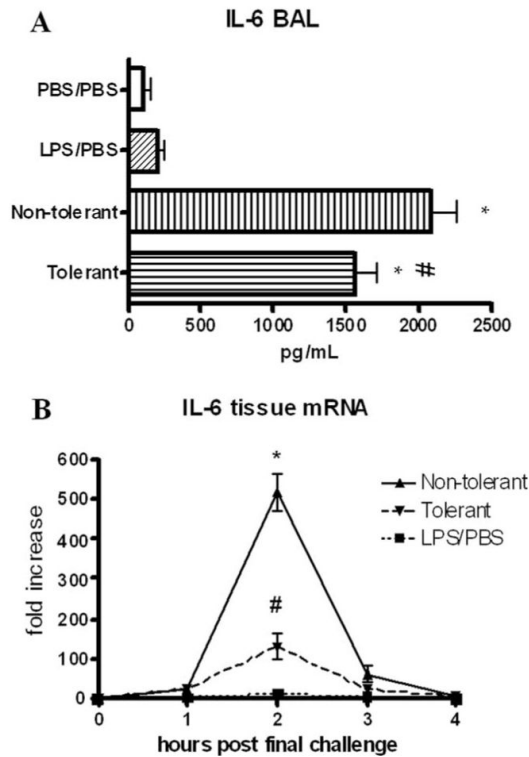 A
IL-6 BAL
PBS/PBS
LPS/PBS
Non-tolerant
*
Tolerant
* #
0 500 1000 1500 2000 2500
pg/mL
B
IL-6 tissue mRNA
600
500
400
300
200
100
0
fold increase
*
#
Non-tolerant
Tolerant
LPS/PBS
0 1 2 3 4
hours post final challenge